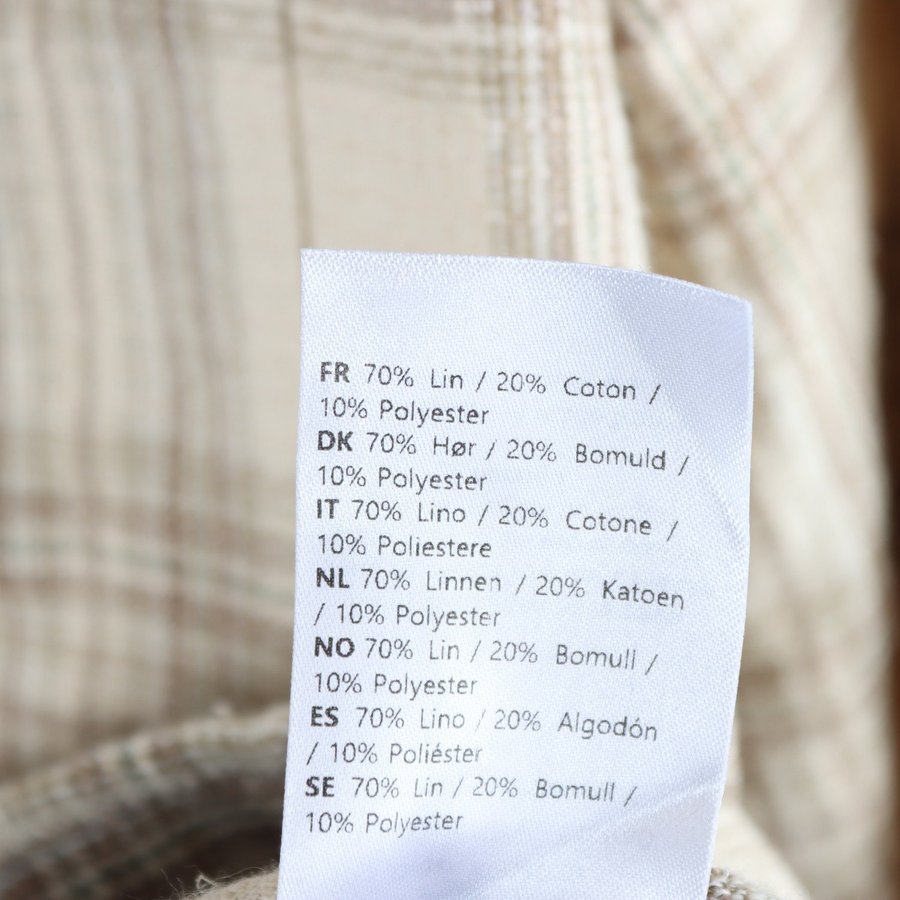 FR 70% Lin / 20% Coton /
10% Polyester
DK 70% Hør / 20% Bomuld /
10% Polyester
IT 70% Lino / 20% Cotone /
10% Poliestere
NL 70% Linnen / 20% Katoen
/ 10% Polyester
NO 70% Lin / 20% Bomull /
10% Polyester
ES 70% Lino / 20% Algodón
/ 10% Poliéster
SE 70% Lin / 20% Bomull /
10% Polyester